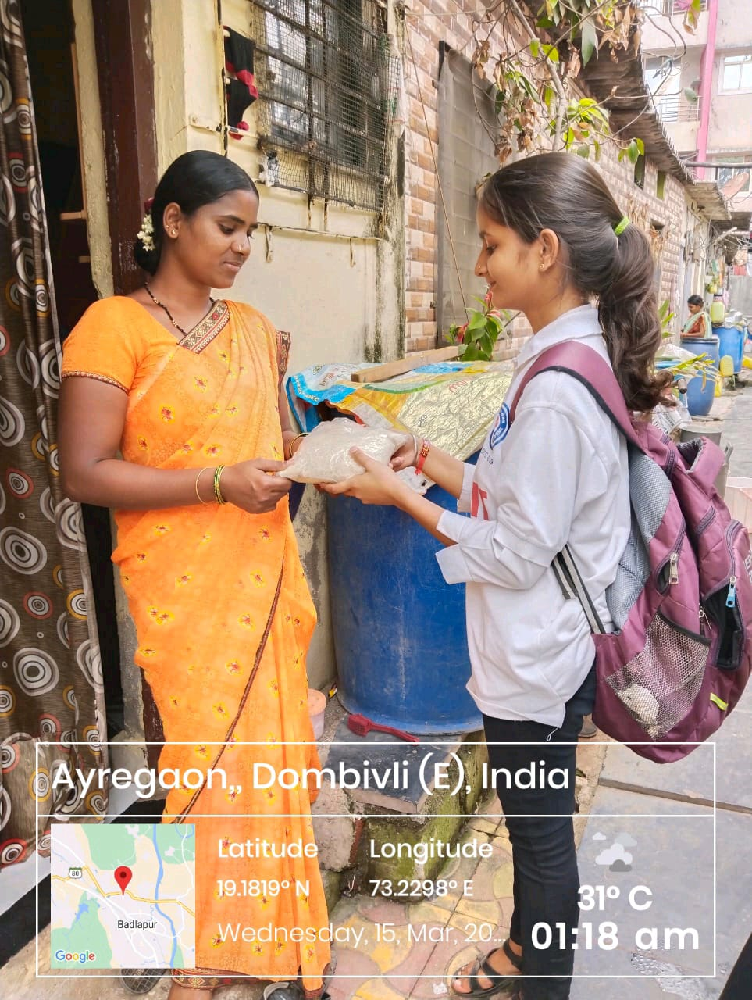 Ayregaon,, Dombivli (E), India
Latitude
Longitude
19.1819° N
73.2298° E
Wednesday, 15, Mar, 20...
31° C
01:18 am
80
Badlapur
Google